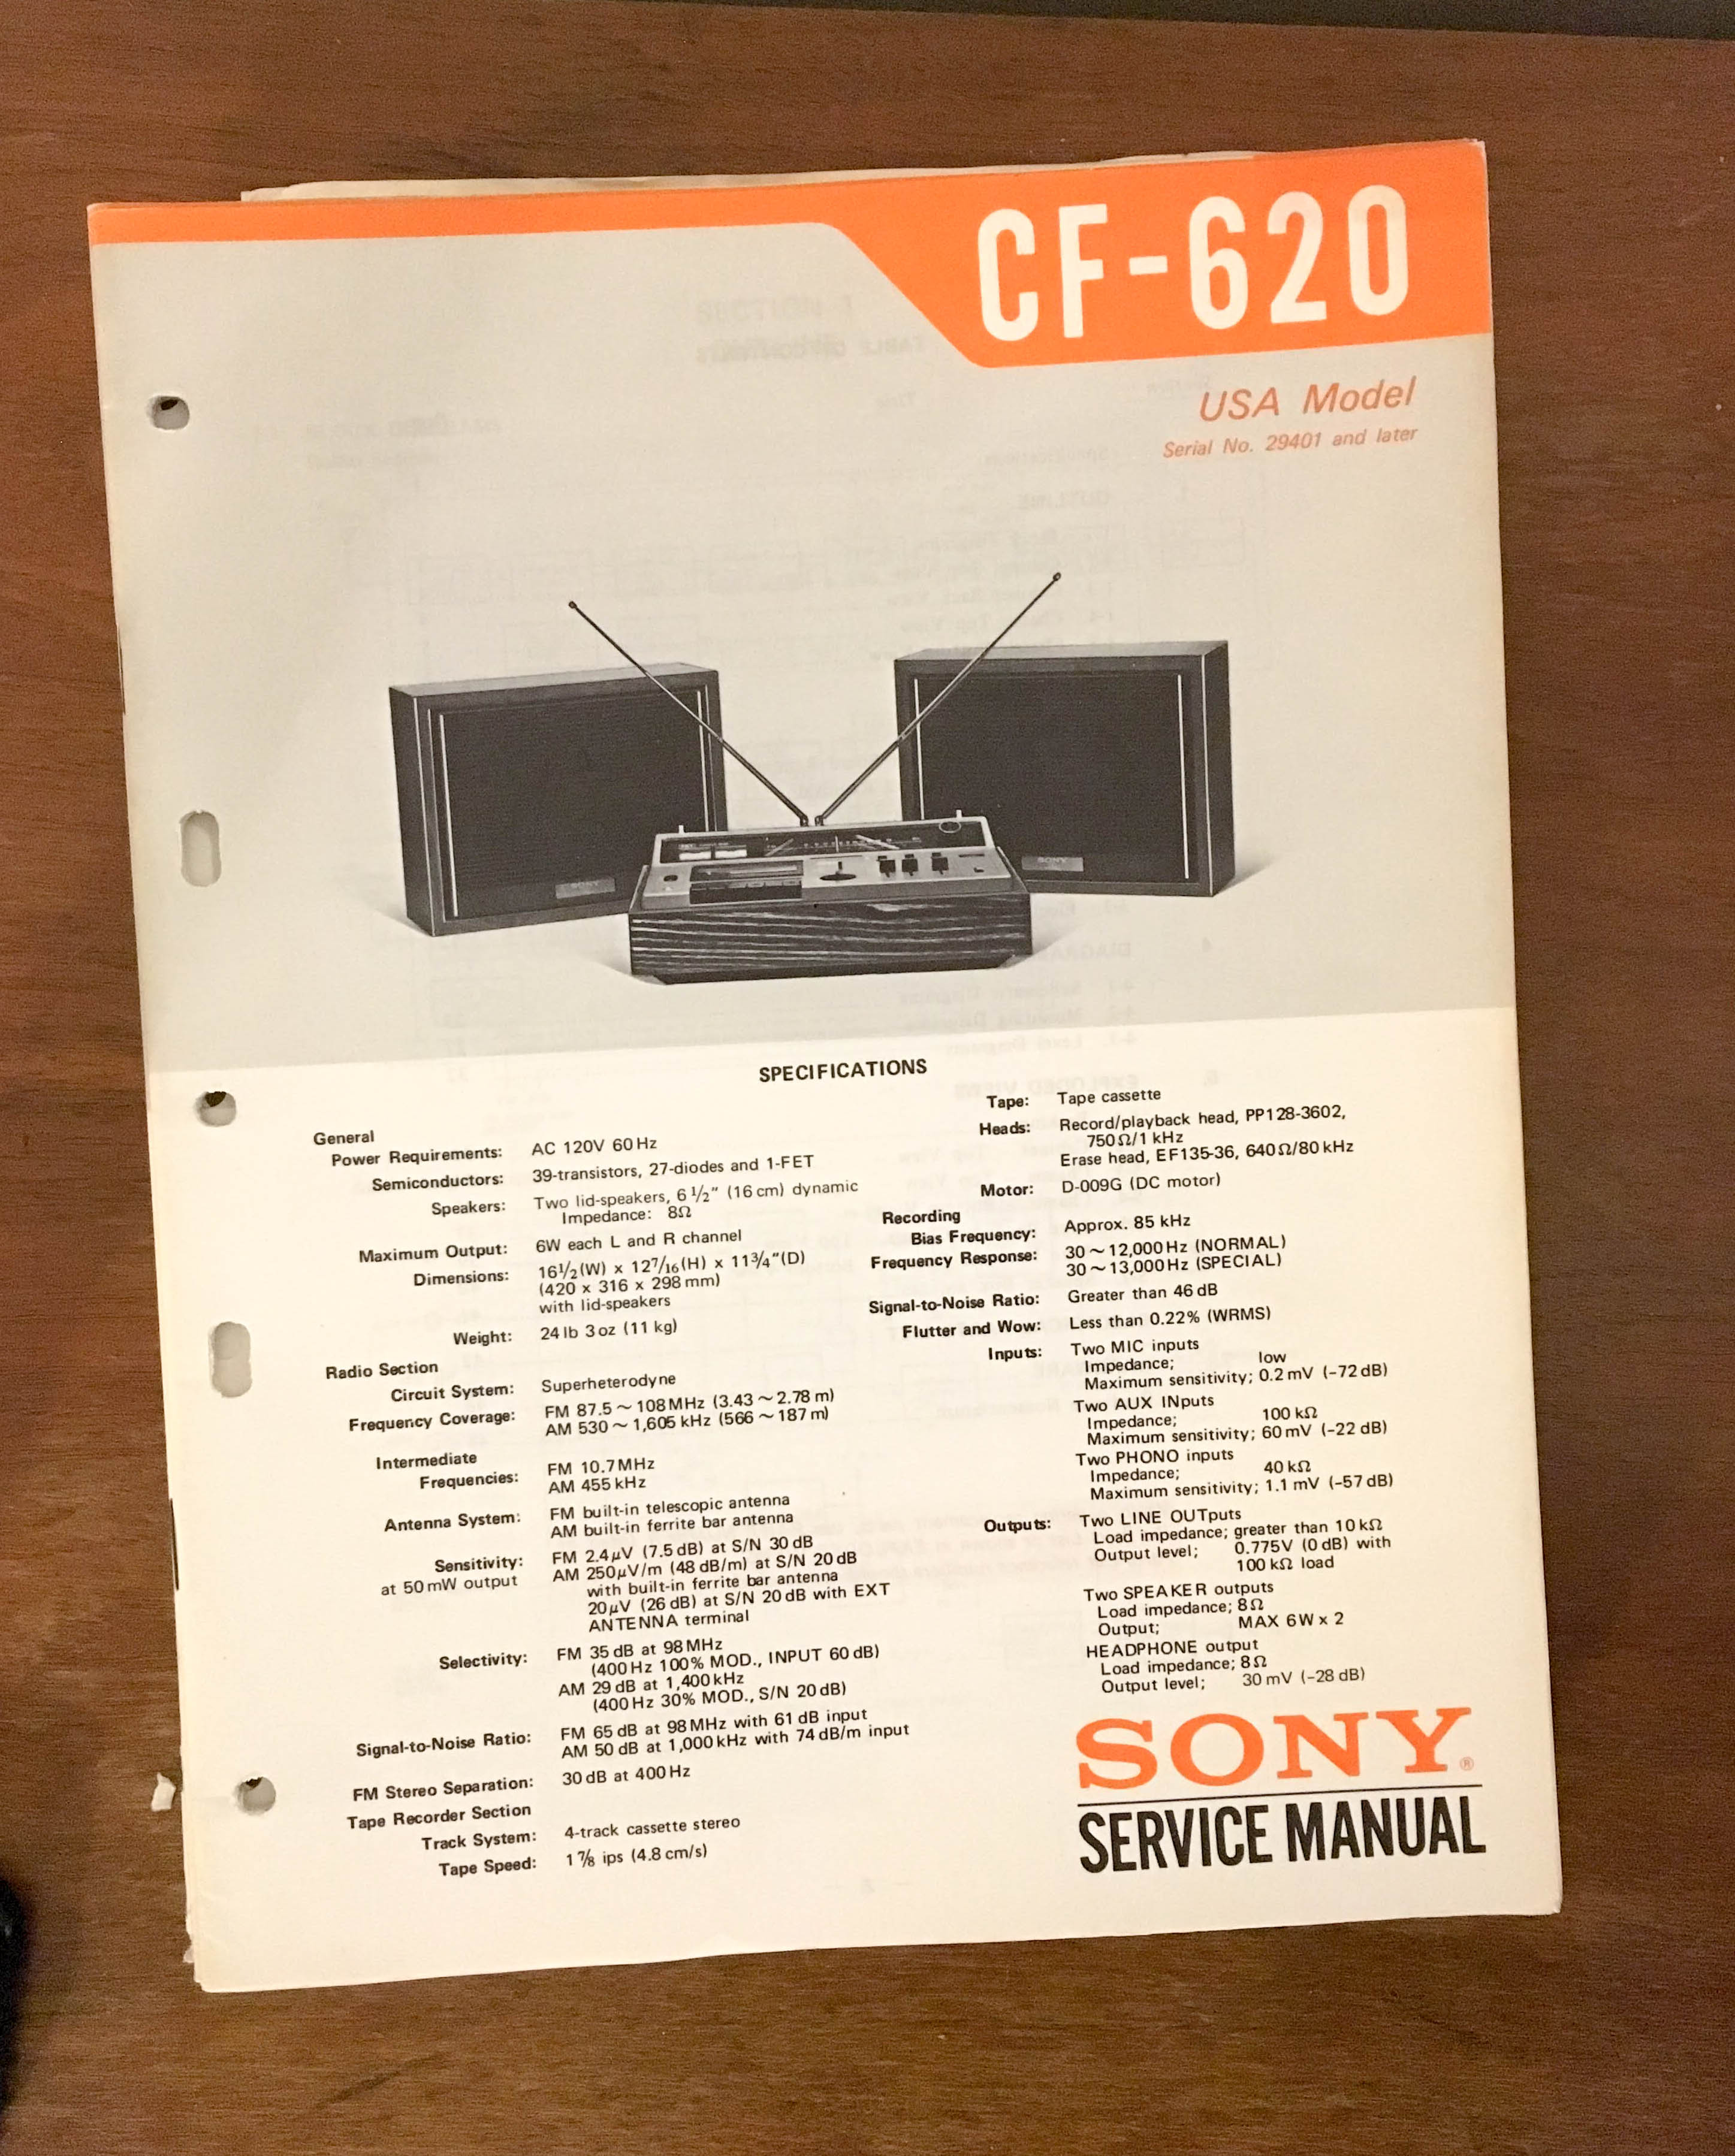 CF-620
USA Model
Serial No. 29401 and later
SONY
SONY
SPECIFICATIONS
General
Power Requirements: AC 120V 60 Hz
Semiconductors: 39-transistors, 27-diodes and 1-FET
Speakers: Two lid-speakers, 6 1/2" (16 cm) dynamic
Impedance: 8Ω
Maximum Output: 6W each L and R channel
Dimensions: 16 1/2 (W) x 12 7/16 (H) x 11 3/4" (D)
(420 x 316 x 298 mm)
with lid-speakers
Weight: 24 lb 3 oz (11 kg)
Radio Section
Circuit System: Superheterodyne
Frequency Coverage: FM 87.5 ~ 108 MHz (3.43 ~ 2.78 m)
AM 530 ~ 1,605 kHz (566 ~ 187 m)
Intermediate
Frequencies: FM 10.7 MHz
AM 455 kHz
Antenna System: FM built-in telescopic antenna
AM built-in ferrite bar antenna
Sensitivity: FM 2.4 μV (7.5 dB) at S/N 30 dB
at 50 mW output AM 250 μV/m (48 dB/m) at S/N 20 dB
with built-in ferrite bar antenna
20 μV (26 dB) at S/N 20 dB with EXT
ANTENNA terminal
Selectivity: FM 35 dB at 98 MHz
(400 Hz 100% MOD., INPUT 60 dB)
AM 29 dB at 1,400 kHz
(400 Hz 30% MOD., S/N 20 dB)
Signal-to-Noise Ratio: FM 65 dB at 98 MHz with 61 dB input
AM 50 dB at 1,000 kHz with 74 dB/m input
FM Stereo Separation: 30 dB at 400 Hz
Tape Recorder Section
Track System: 4-track cassette stereo
Tape Speed: 1 7/8 ips (4.8 cm/s)
Tape: Tape cassette
Heads: Record/playback head, PP128-3602,
750 Ω/1 kHz
Erase head, EF135-36, 640 Ω/80 kHz
Motor: D-009G (DC motor)
Recording
Bias Frequency: Approx. 85 kHz
Frequency Response: 30 ~ 12,000 Hz (NORMAL)
30 ~ 13,000 Hz (SPECIAL)
Signal-to-Noise Ratio: Greater than 46 dB
Flutter and Wow: Less than 0.22% (WRMS)
Inputs: Two MIC inputs
Impedance; low
Maximum sensitivity; 0.2 mV (-72 dB)
Two AUX INputs
Impedance; 100 kΩ
Maximum sensitivity; 60 mV (-22 dB)
Two PHONO inputs
Impedance; 40 kΩ
Maximum sensitivity; 1.1 mV (-57 dB)
Outputs: Two LINE OUTputs
Load impedance; greater than 10 kΩ
Output level; 0.775V (0 dB) with
100 kΩ load
Two SPEAKER outputs
Load impedance; 8Ω
Output; MAX 6W x 2
HEADPHONE output
Load impedance; 8Ω
Output level; 30 mV (-28 dB)
SONY®
SERVICE MANUAL